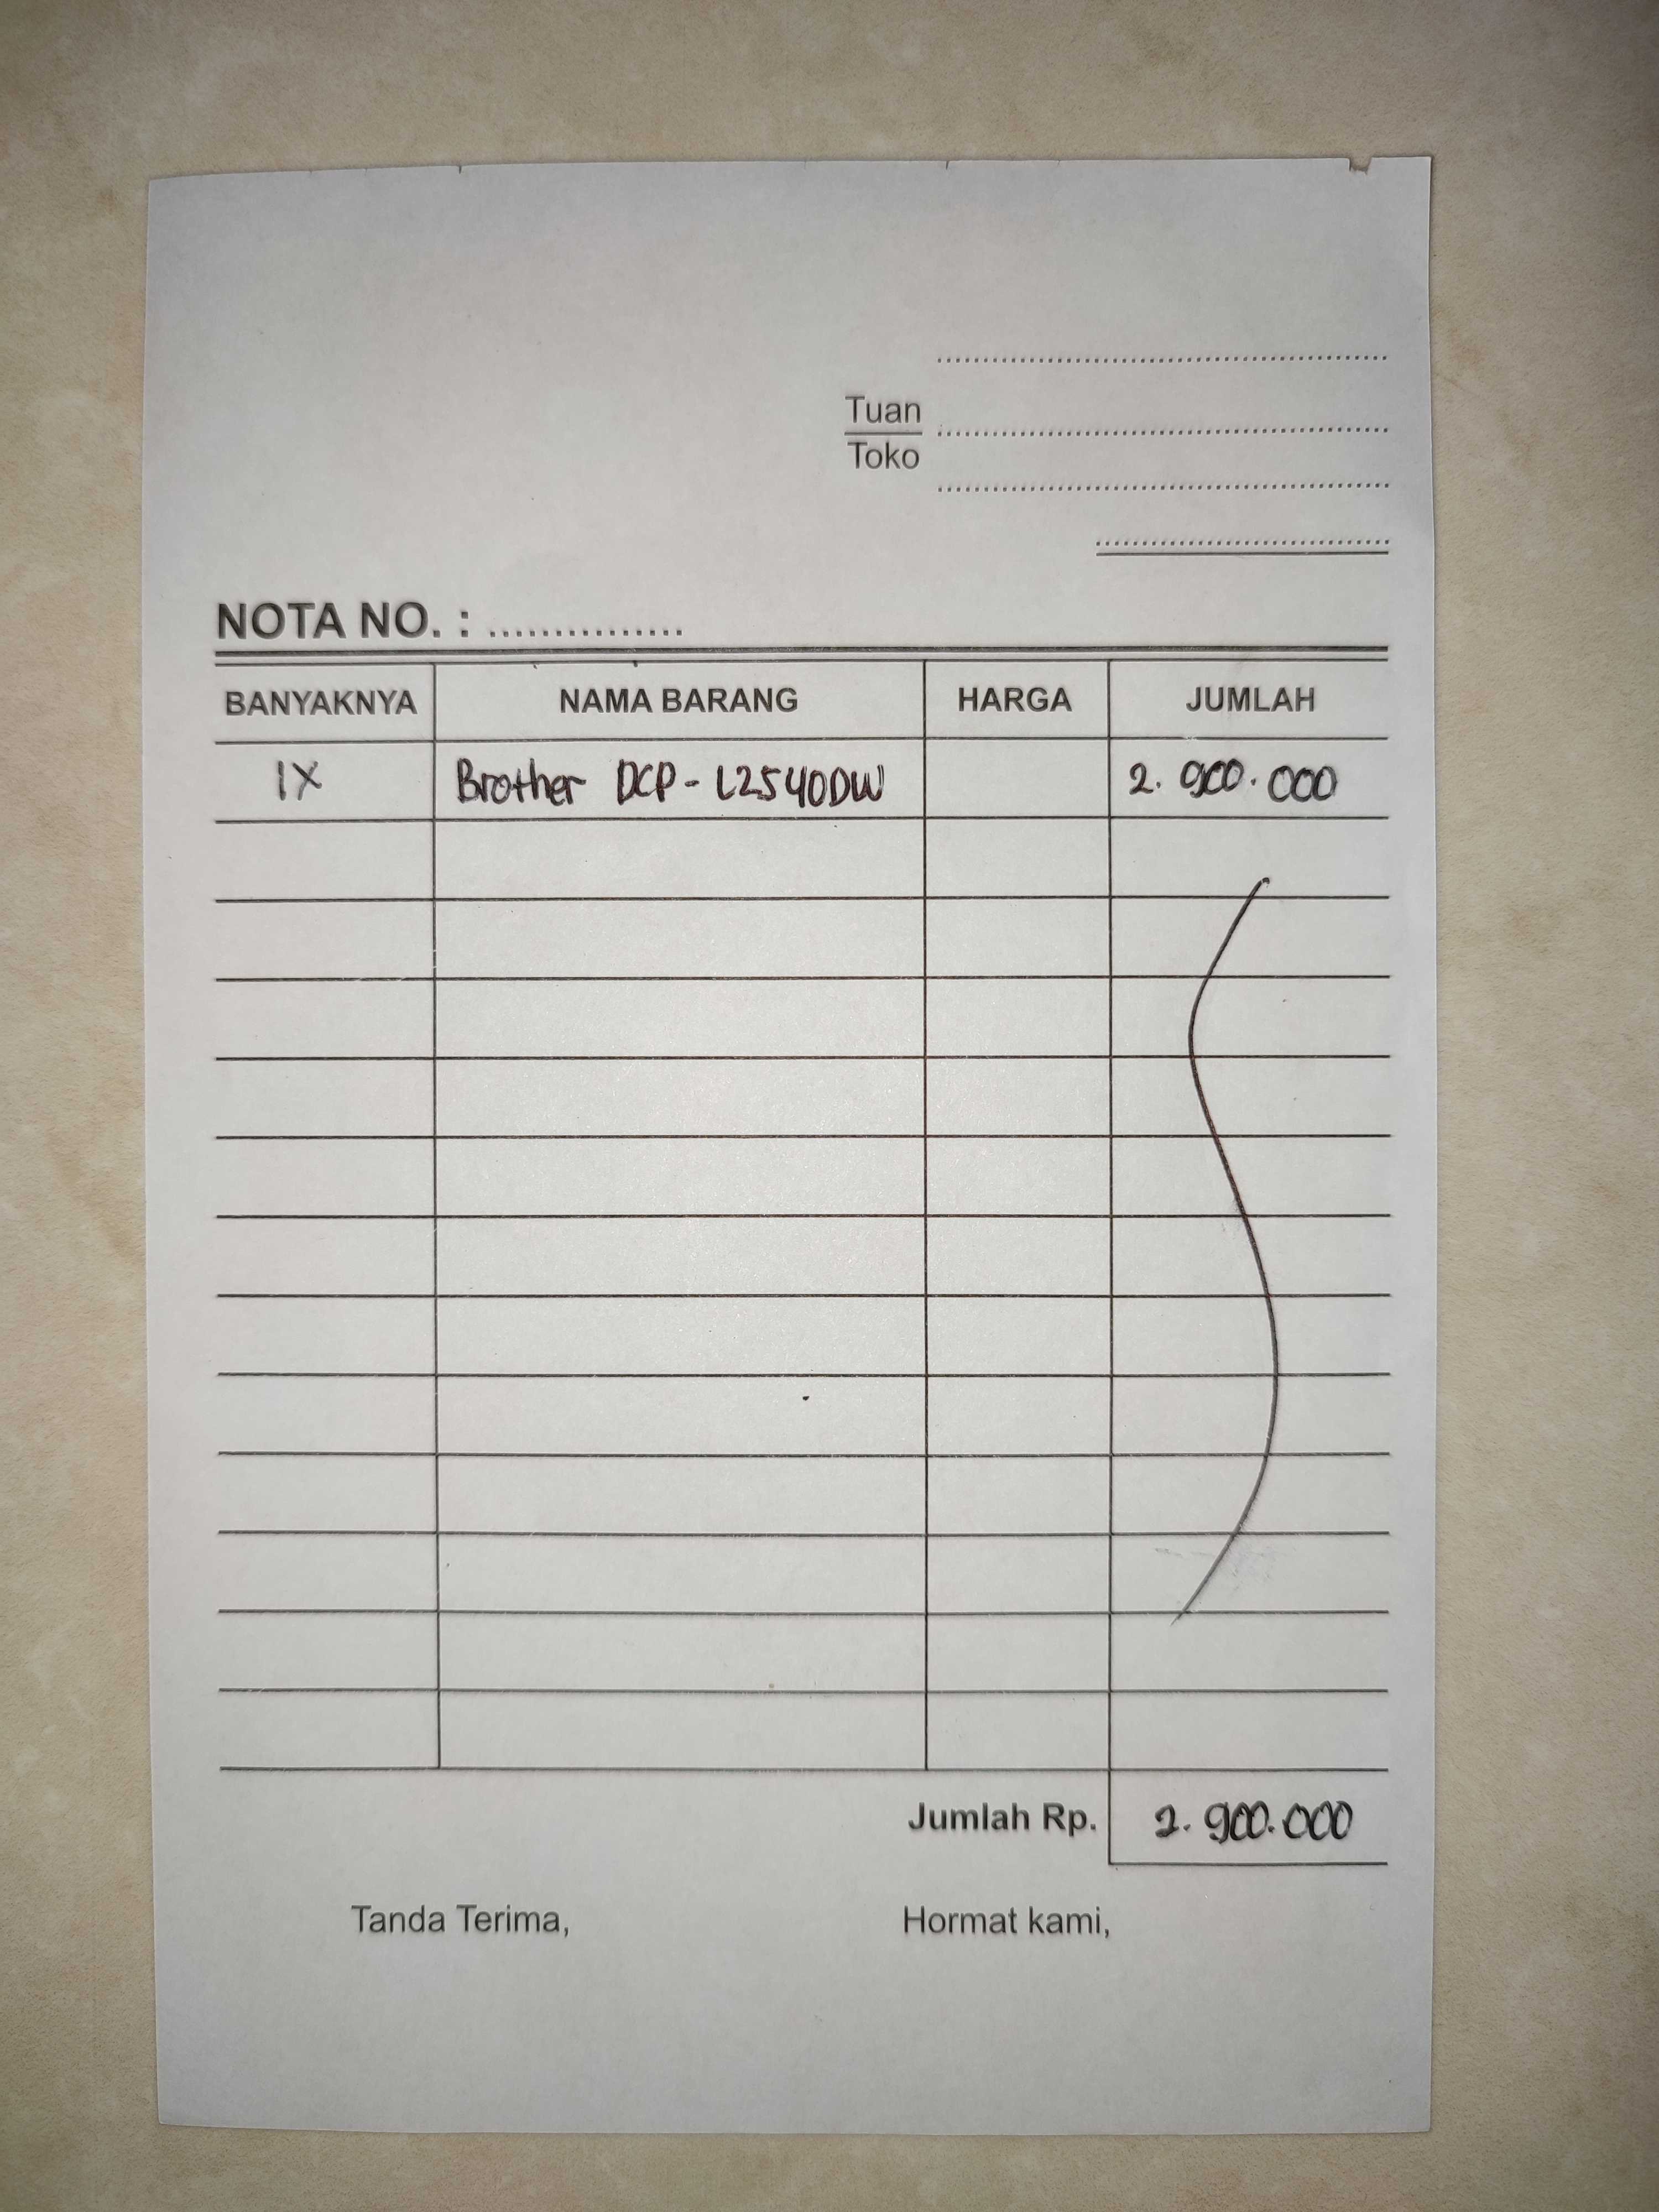 Tuan
Toko
NOTA NO. : ...............
BANYAKNYA NAMA BARANG HARGA JUMLAH
1X Brother DCP-L2540DW 2.900.000
Jumlah Rp. 2.900.000
Tanda Terima, Hormat kami,